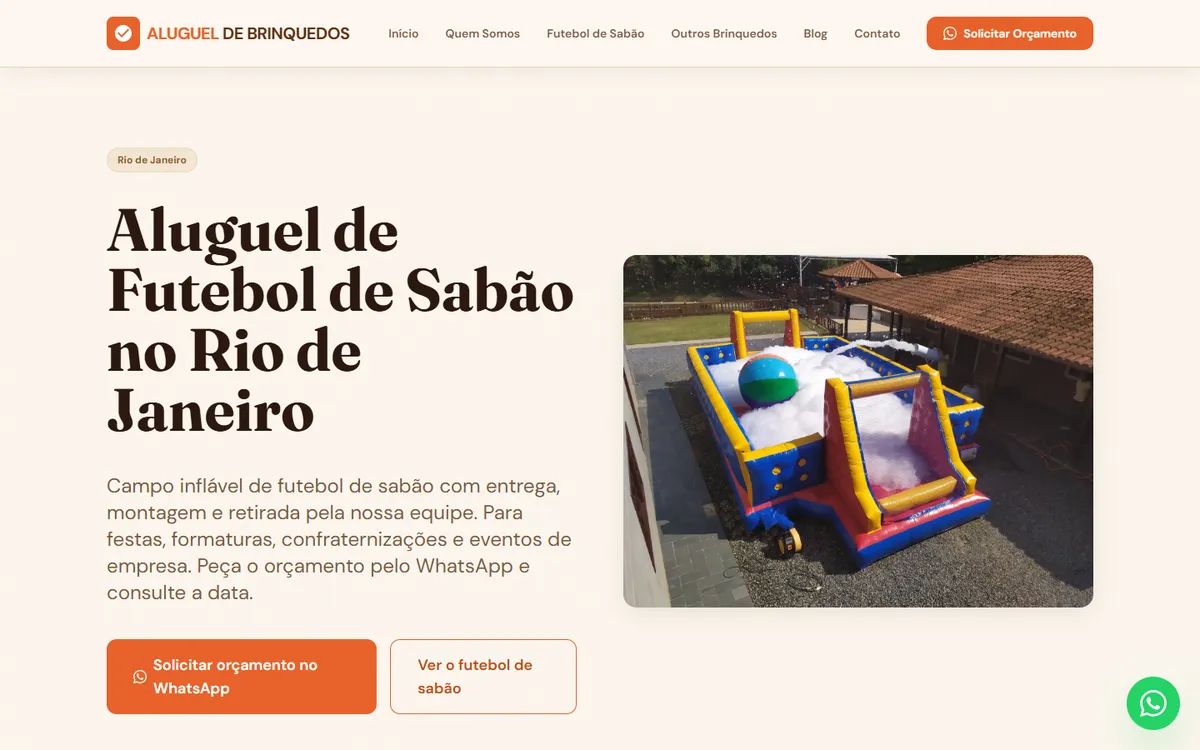 ALUGUEL DE BRINQUEDOS
Início
Quem Somos
Futebol de Sabão
Outros Brinquedos
Blog
Contato
Solicitar Orçamento
Rio de Janeiro
Aluguel de
Futebol de Sabão
no Rio de
Janeiro
Campo inflável de futebol de sabão com entrega,
montagem e retirada pela nossa equipe. Para
festas, formaturas, confraternizações e eventos de
empresa. Peça o orçamento pelo WhatsApp e
consulte a data.
Solicitar orçamento no
WhatsApp
Ver o futebol de
sabão